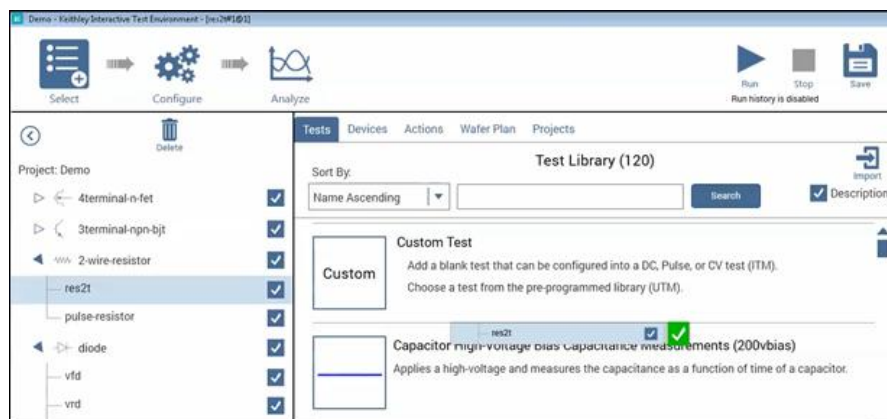 Demo - Keithley Interactive Test Environment - [res2t#1@1]
Select
Configure
Analyze
Run
Stop
Save
Run history is disabled
Delete
Project: Demo
4terminal-n-fet
3terminal-npn-bjt
2-wire-resistor
res2t
pulse-resistor
diode
vfd
vrd
Tests Devices Actions Wafer Plan Projects
Test Library (120)
Import
Sort By:
Name Ascending
Search
Description
Custom
Custom Test
Add a blank test that can be configured into a DC, Pulse, or CV test (ITM).
Choose a test from the pre-programmed library (UTM).
res2t
Capacitor High-Voltage Bias Capacitance Measurements (200vbias)
Applies a high-voltage and measures the capacitance as a function of time of a capacitor.